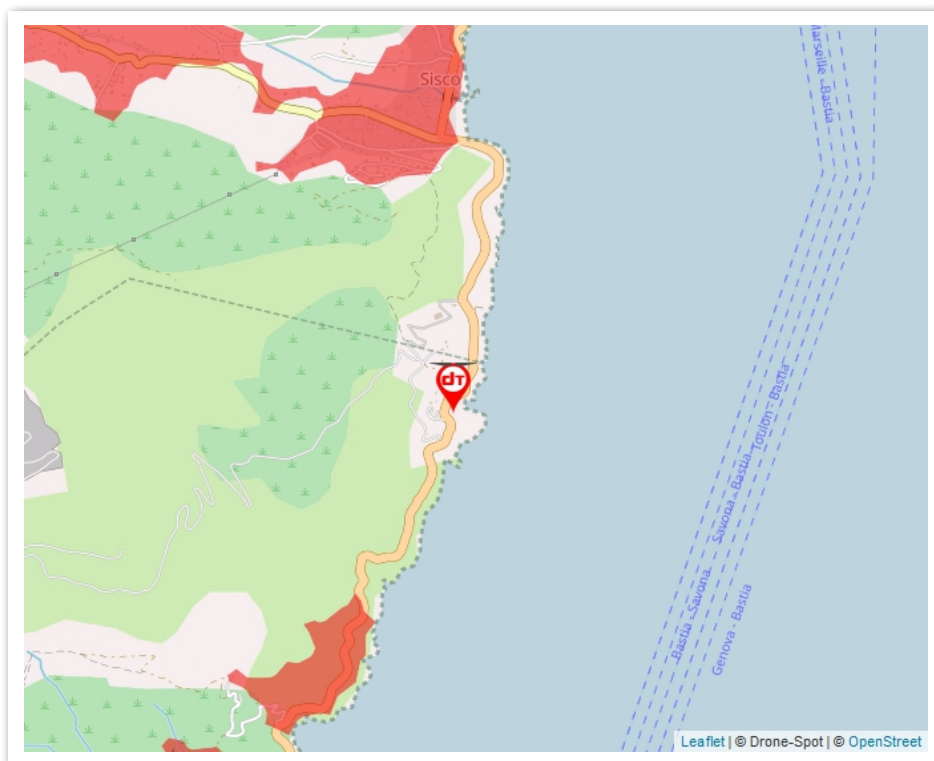 Marseille - Bastia
Sisco
dT
Savona - Bastia Toulon - Bastia
Bastia - Savona
Genova - Bastia
Leaflet | © Drone-Spot | © OpenStreet